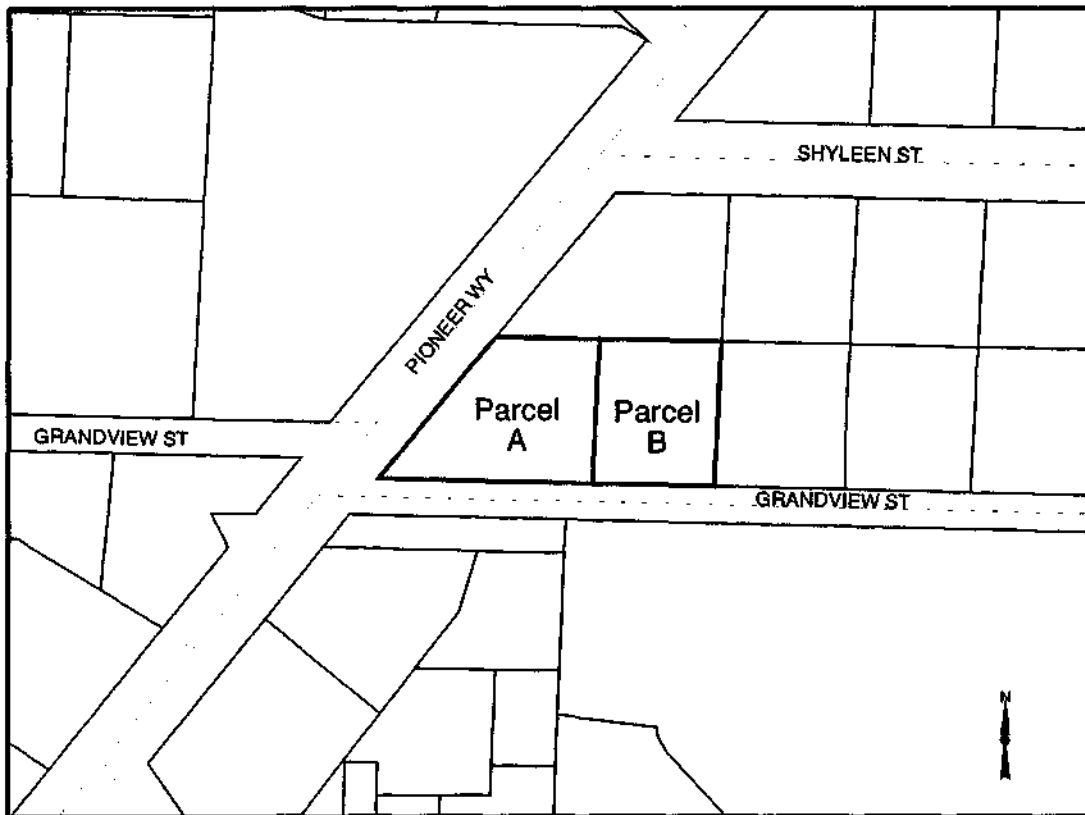 SHYLEEN ST
PIONEER WY
Parcel
A
Parcel
B
GRANDVIEW ST
GRANDVIEW ST
N